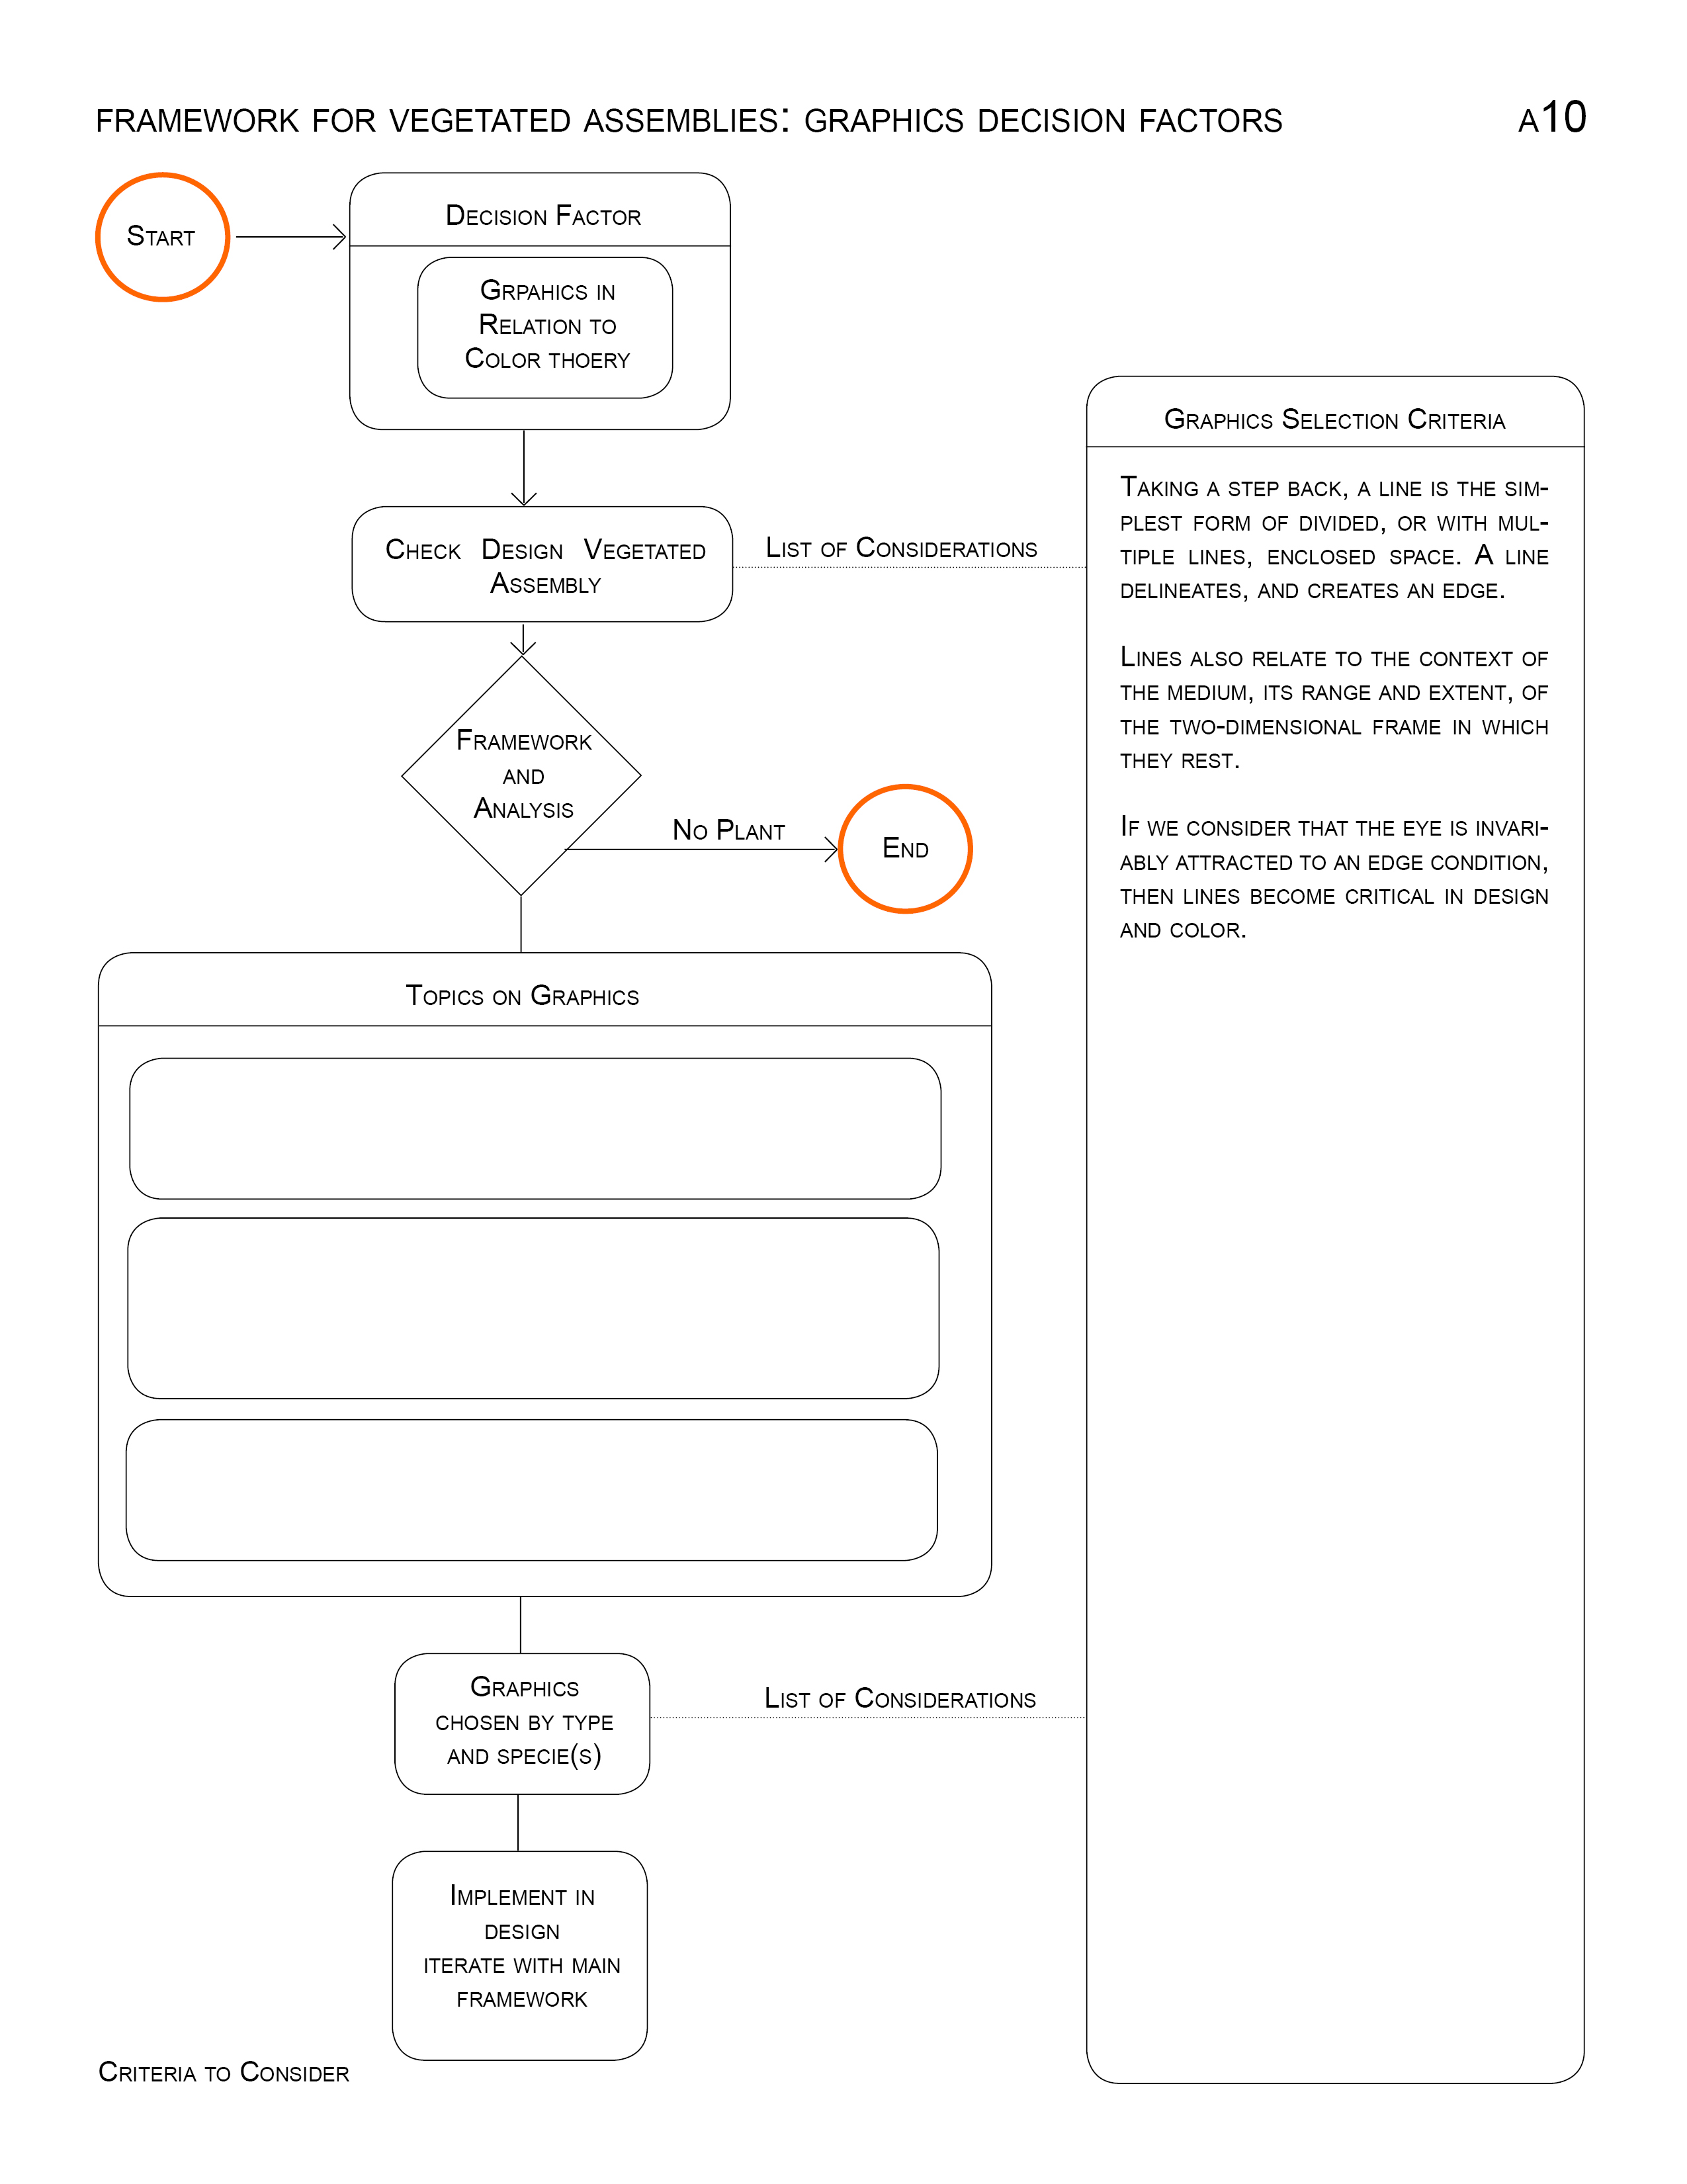 FRAMEWORK FOR VEGETATED ASSEMBLIES: GRAPHICS DECISION FACTORS
A10
START
DECISION FACTOR
GRPAHICS IN
RELATION TO
COLOR THOERY
CHECK DESIGN VEGETATED
ASSEMBLY
LIST OF CONSIDERATIONS
FRAMEWORK
AND
ANALYSIS
NO PLANT
END
TOPICS ON GRAPHICS
GRAPHICS
CHOSEN BY TYPE
AND SPECIE(S)
LIST OF CONSIDERATIONS
IMPLEMENT IN
DESIGN
ITERATE WITH MAIN
FRAMEWORK
GRAPHICS SELECTION CRITERIA
TAKING A STEP BACK, A LINE IS THE SIM-
PLEST FORM OF DIVIDED, OR WITH MUL-
TIPLE LINES, ENCLOSED SPACE. A LINE
DELINEATES, AND CREATES AN EDGE.
LINES ALSO RELATE TO THE CONTEXT OF
THE MEDIUM, ITS RANGE AND EXTENT, OF
THE TWO-DIMENSIONAL FRAME IN WHICH
THEY REST.
IF WE CONSIDER THAT THE EYE IS INVARI-
ABLY ATTRACTED TO AN EDGE CONDITION,
THEN LINES BECOME CRITICAL IN DESIGN
AND COLOR.
CRITERIA TO CONSIDER